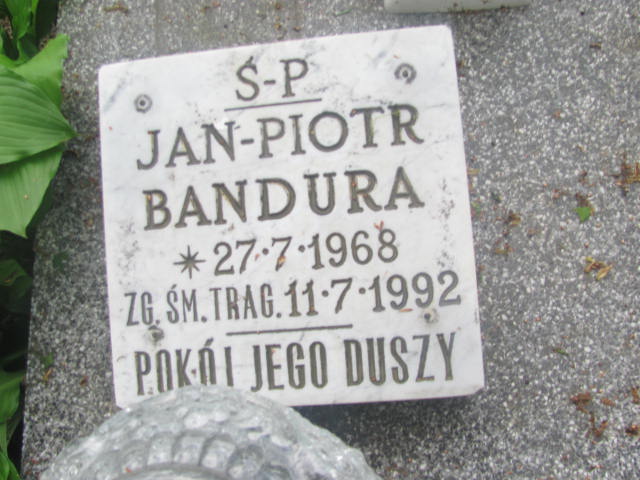 Ś-P
JAN-PIOTR
BANDURA
* 27·7·1968
ZG. ŚM. TRAG. 11·7·1992
POKÓJ JEGO DUSZY